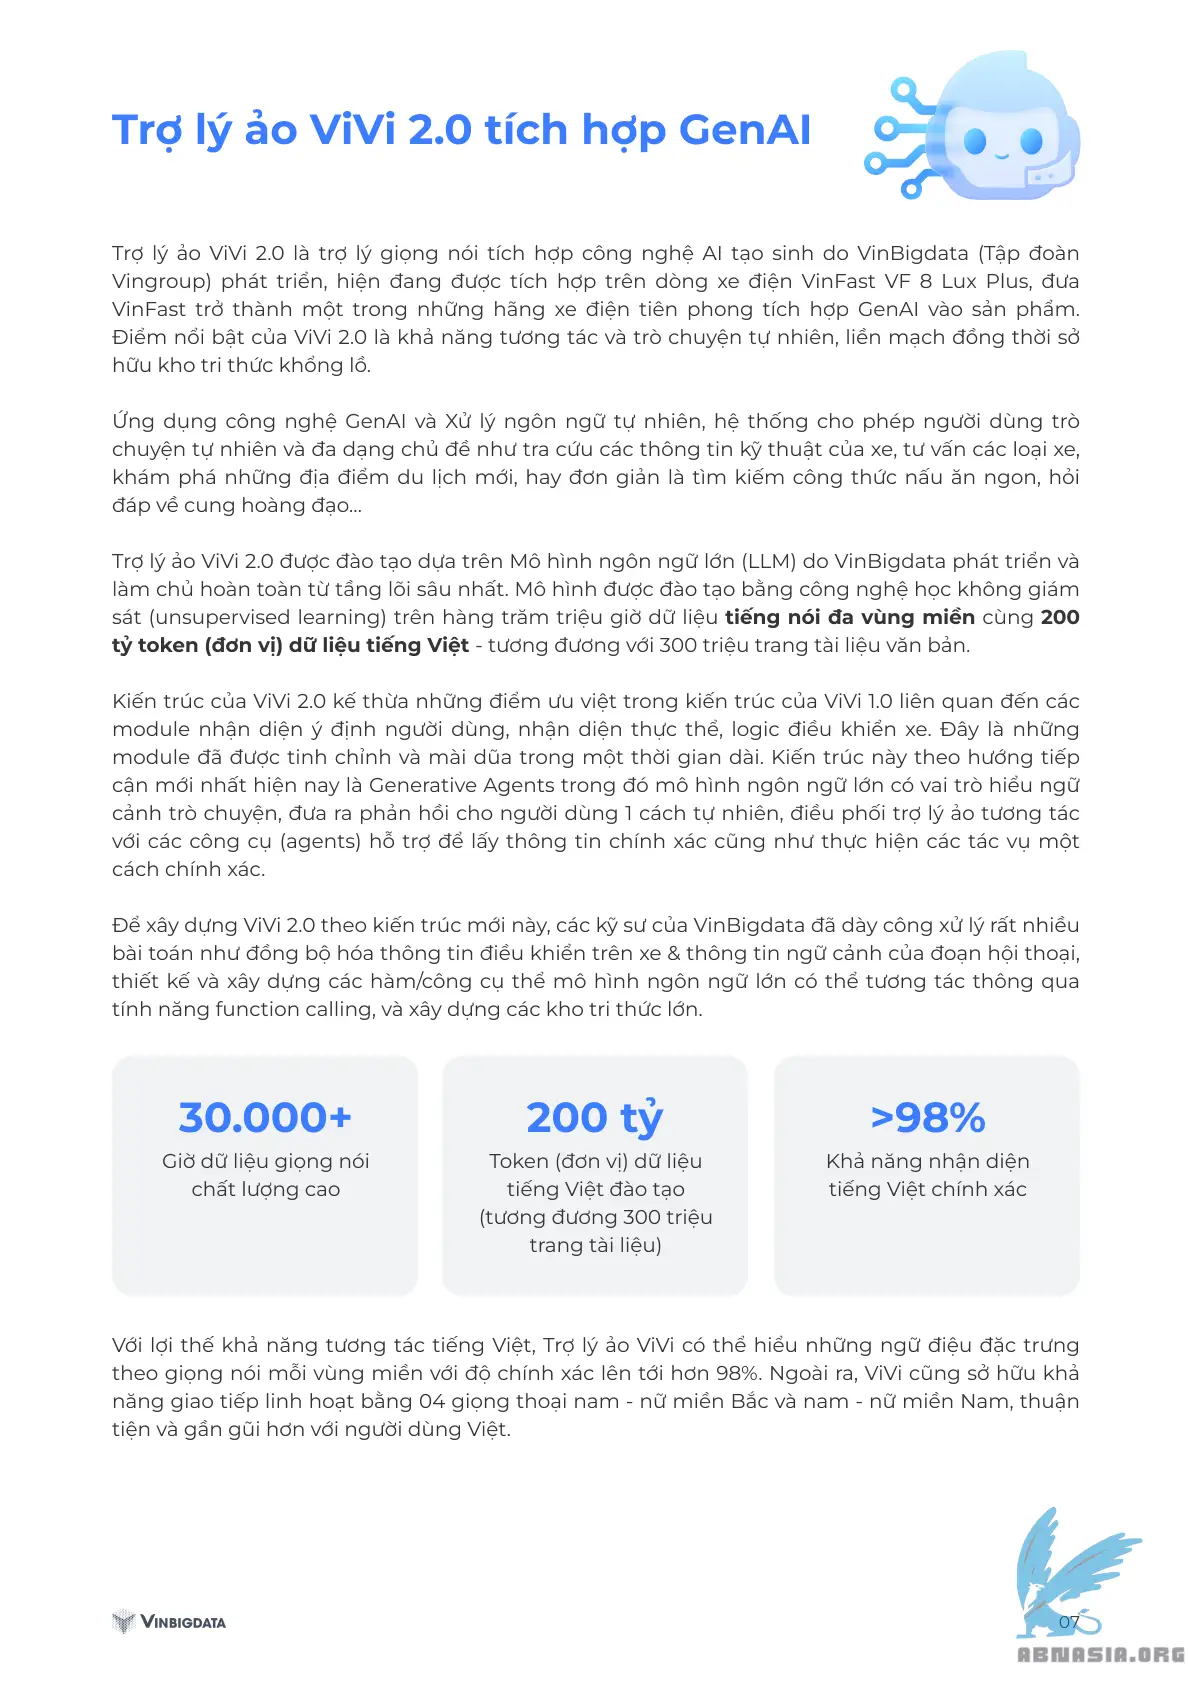 Trợ lý ảo ViVi 2.0 tích hợp GenAI
Trợ lý ảo ViVi 2.0 là trợ lý giọng nói tích hợp công nghệ AI tạo sinh do VinBigdata (Tập đoàn
Vingroup) phát triển, hiện đang được tích hợp trên dòng xe điện VinFast VF 8 Lux Plus, đưa
VinFast trở thành một trong những hãng xe điện tiên phong tích hợp GenAI vào sản phẩm.
Điểm nổi bật của ViVi 2.0 là khả năng tương tác và trò chuyện tự nhiên, liền mạch đồng thời sở
hữu kho tri thức khổng lồ.
Ứng dụng công nghệ GenAI và Xử lý ngôn ngữ tự nhiên, hệ thống cho phép người dùng trò
chuyện tự nhiên và đa dạng chủ đề như tra cứu các thông tin kỹ thuật của xe, tư vấn các loại xe,
khám phá những địa điểm du lịch mới, hay đơn giản là tìm kiếm công thức nấu ăn ngon, hỏi
đáp về cung hoàng đạo...
Trợ lý ảo ViVi 2.0 được đào tạo dựa trên Mô hình ngôn ngữ lớn (LLM) do VinBigdata phát triển và
làm chủ hoàn toàn từ tầng lõi sâu nhất. Mô hình được đào tạo bằng công nghệ học không giám
sát (unsupervised learning) trên hàng trăm triệu giờ dữ liệu tiếng nói đa vùng miền cùng 200
tỷ token (đơn vị) dữ liệu tiếng Việt - tương đương với 300 triệu trang tài liệu văn bản.
Kiến trúc của ViVi 2.0 kế thừa những điểm ưu việt trong kiến trúc của ViVi 1.0 liên quan đến các
module nhận diện ý định người dùng, nhận diện thực thể, logic điều khiển xe. Đây là những
module đã được tinh chỉnh và mài dũa trong một thời gian dài. Kiến trúc này theo hướng tiếp
cận mới nhất hiện nay là Generative Agents trong đó mô hình ngôn ngữ lớn có vai trò hiểu ngữ
cảnh trò chuyện, đưa ra phản hồi cho người dùng 1 cách tự nhiên, điều phối trợ lý ảo tương tác
với các công cụ (agents) hỗ trợ để lấy thông tin chính xác cũng như thực hiện các tác vụ một
cách chính xác.
Để xây dựng ViVi 2.0 theo kiến trúc mới này, các kỹ sư của VinBigdata đã dày công xử lý rất nhiều
bài toán như đồng bộ hóa thông tin điều khiển trên xe & thông tin ngữ cảnh của đoạn hội thoại,
thiết kế và xây dựng các hàm/công cụ thể mô hình ngôn ngữ lớn có thể tương tác thông qua
tính năng function calling, và xây dựng các kho tri thức lớn.
30.000+
Giờ dữ liệu giọng nói
chất lượng cao
200 tỷ
Token (đơn vị) dữ liệu
tiếng Việt đào tạo
(tương đương 300 triệu
trang tài liệu)
>98%
Khả năng nhận diện
tiếng Việt chính xác
Với lợi thế khả năng tương tác tiếng Việt, Trợ lý ảo ViVi có thể hiểu những ngữ điệu đặc trưng
theo giọng nói mỗi vùng miền với độ chính xác lên tới hơn 98%. Ngoài ra, ViVi cũng sở hữu khả
năng giao tiếp linh hoạt bằng 04 giọng thoại nam - nữ miền Bắc và nam - nữ miền Nam, thuận
tiện và gần gũi hơn với người dùng Việt.
VINBIGDATA
07
ABNASIA.ORG